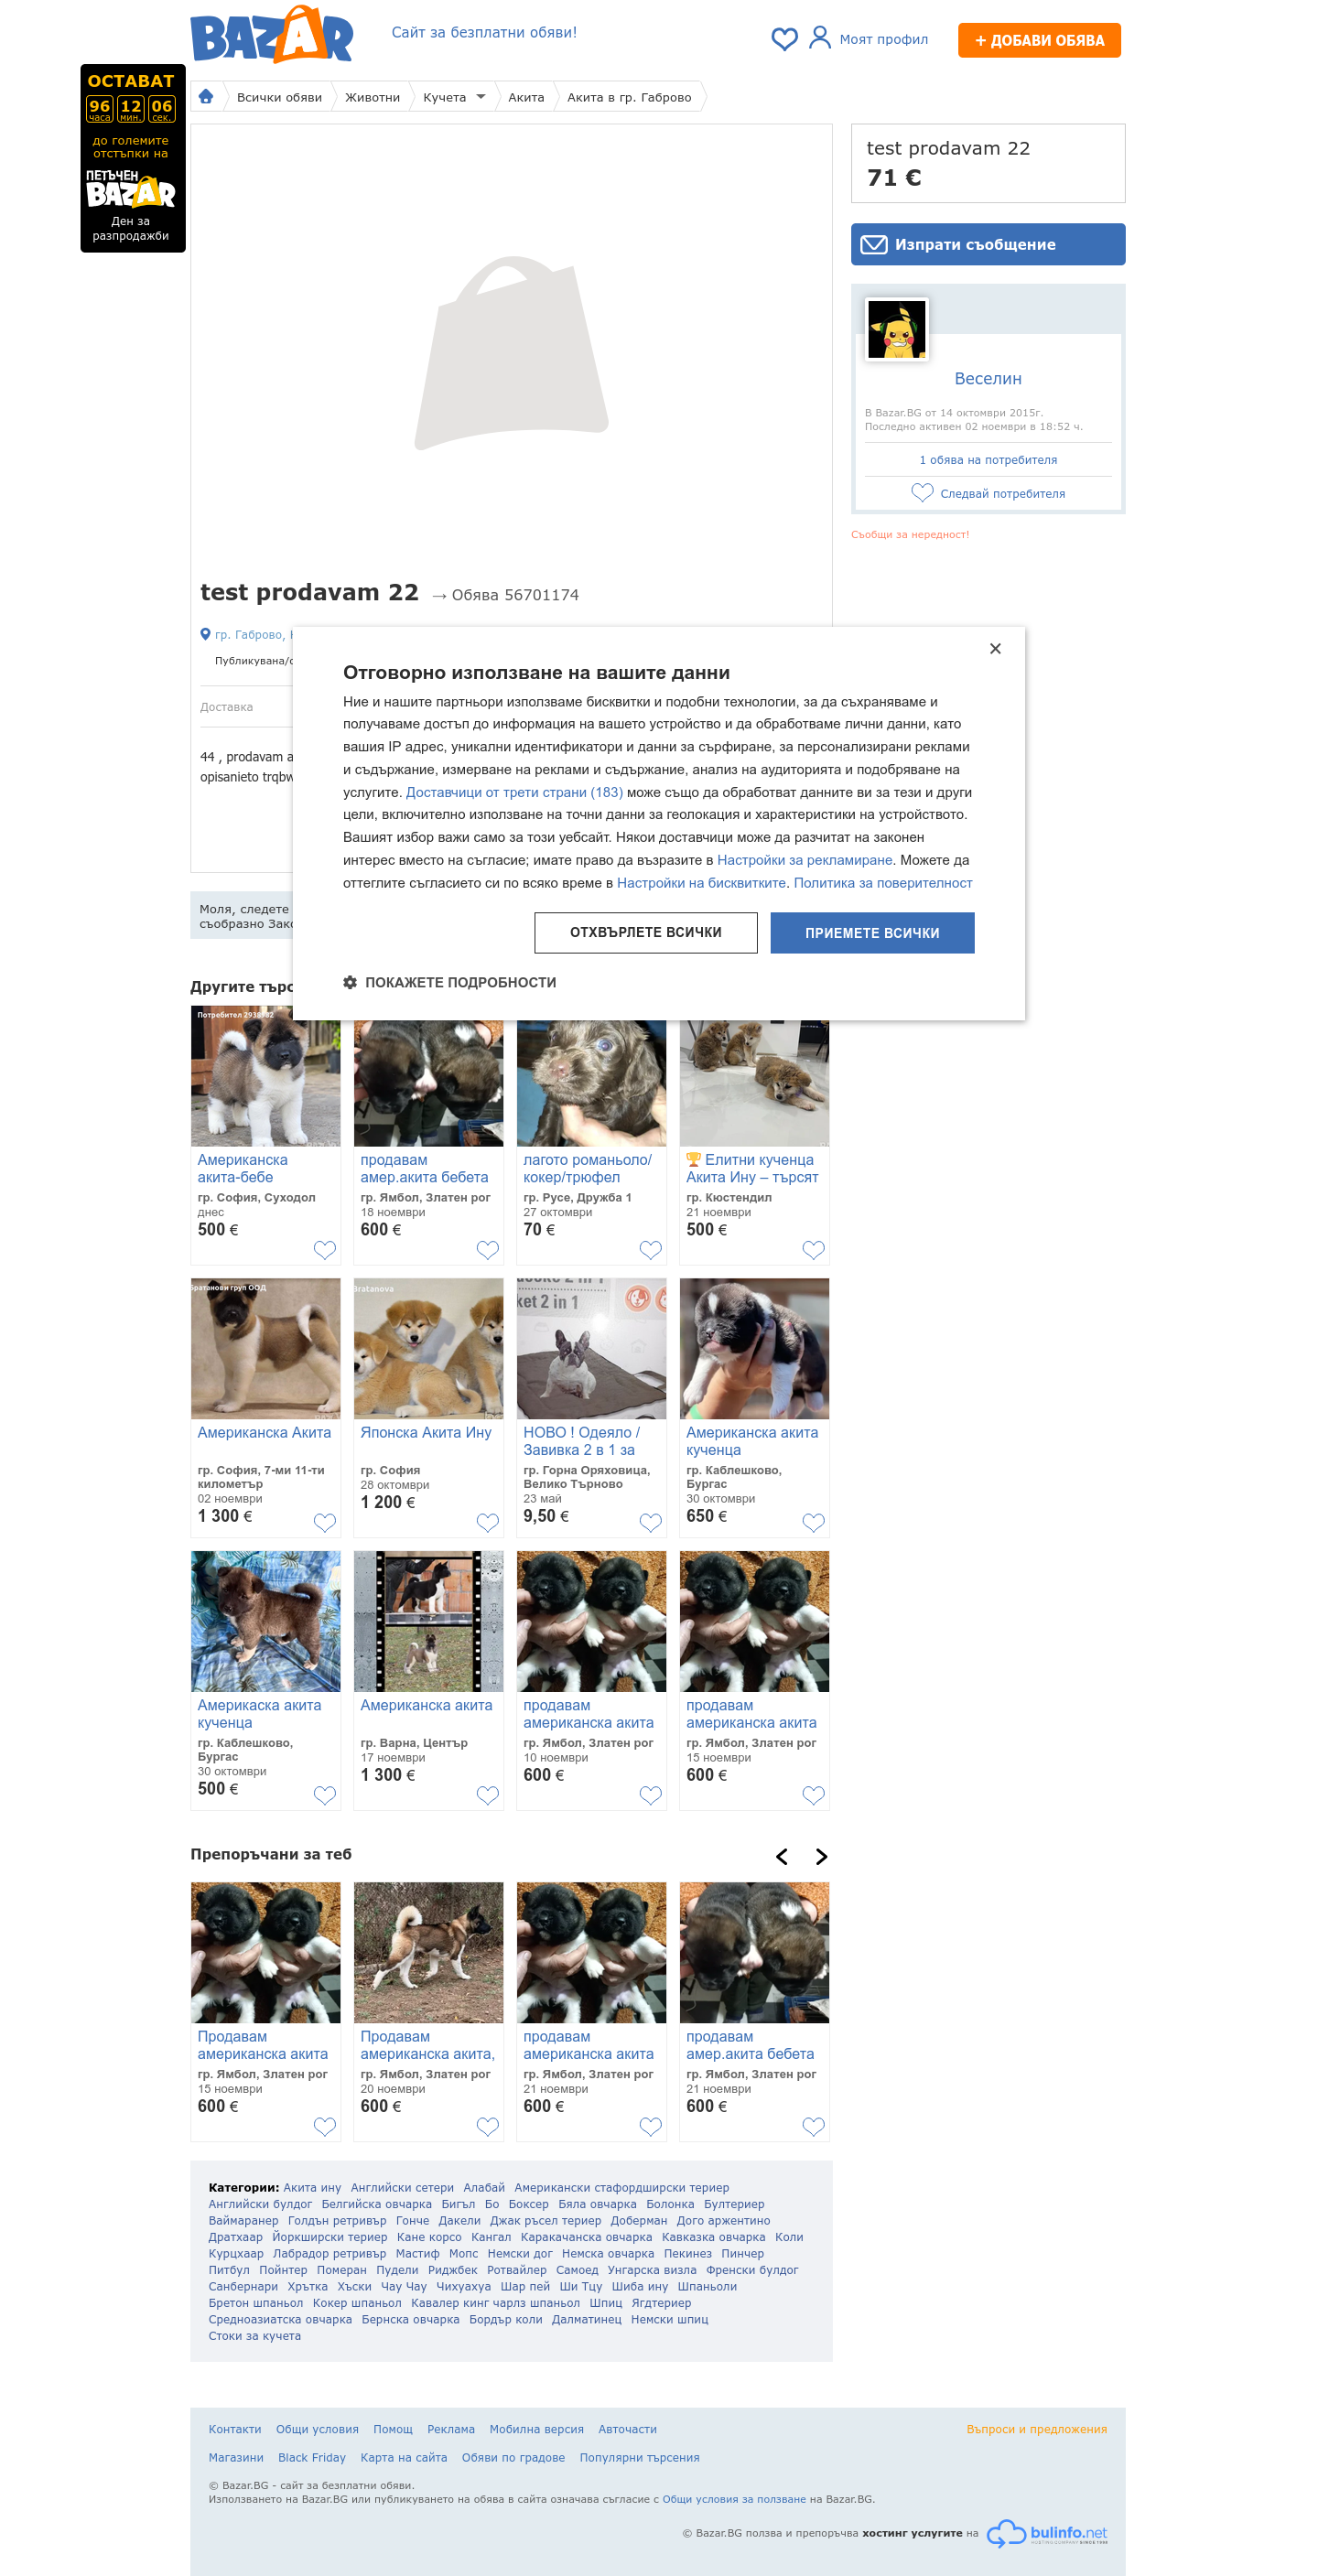 BAZAR
Сайт за безплатни обяви!
Моят профил
+ ДОБАВИ ОБЯВА
ОСТАВАТ
96 12 06
часа мин. сек.
до големите
отстъпки на
ПЕТЪЧЕН
BAZAR
Ден за
разпродажби
Всички обяви
Животни
Кучета
Акита
Акита в гр. Габрово
test prodavam 22
71 €
Изпрати съобщение
Веселин
В Bazar.BG от 14 октомври 2015г.
Последно активен 02 ноември в 18:52 ч.
1 обява на потребителя
Следвай потребителя
Съобщи за нередност!
test prodavam 22 → Обява 56701174
гр. Габрово,
Публикувана/
Доставка
44 , prodavam
opisanieto
Моля, следете
съобразно
×
Отговорно използване на вашите данни
Ние и нашите партньори използваме бисквитки и подобни технологии, за да съхраняваме и
получаваме достъп до информация на вашето устройство и да обработваме лични данни, като
вашия IP адрес, уникални идентификатори и данни за сърфиране, за персонализирани реклами
и съдържание, измерване на реклами и съдържание, анализ на аудиторията и подобряване на
услугите. Доставчици от трети страни (183) може също да обработват данните ви за тези и други
цели, включително използване на точни данни за геолокация и характеристики на устройството.
Вашият избор важи само за този уебсайт. Някои доставчици може да разчитат на законен
интерес вместо на съгласие; имате право да възразите в Настройки за рекламиране. Можете да
оттеглите съгласието си по всяко време в Настройки на бисквитките. Политика за поверителност
ОТХВЪРЛЕТЕ ВСИЧКИ
ПРИЕМЕТЕ ВСИЧКИ
ПОКАЖЕТЕ ПОДРОБНОСТИ
Другите
Американска
акита-бебе
гр. София, Суходол
днес
500 €
продавам
амер.акита бебета
гр. Ямбол, Златен рог
18 ноември
600 €
лагото романьоло/
кокер/трюфел
гр. Русе, Дружба 1
27 октомври
70 €
🏆 Елитни кученца
Акита Ину – търсят
гр. Кюстендил
21 ноември
500 €
Братанови груп ООД
Американска Акита
гр. София, 7-ми 11-ти
километър
02 ноември
1 300 €
Bratanova
Японска Акита Ину
гр. София
28 октомври
1 200 €
ket 2 in 1
НОВО ! Одеяло /
Завивка 2 в 1 за
гр. Горна Оряховица,
Велико Търново
23 май
9,50 €
Американска акита
кученца
гр. Каблешково,
Бургас
30 октомври
650 €
Америкаска акита
кученца
гр. Каблешково,
Бургас
30 октомври
500 €
Американска акита
гр. Варна, Център
17 ноември
1 300 €
продавам
американска акита
гр. Ямбол, Златен рог
10 ноември
600 €
продавам
американска акита
гр. Ямбол, Златен рог
15 ноември
600 €
Препоръчани за теб
Продавам
американска акита
гр. Ямбол, Златен рог
15 ноември
600 €
Продавам
американска акита,
гр. Ямбол, Златен рог
20 ноември
600 €
продавам
американска акита
гр. Ямбол, Златен рог
21 ноември
600 €
продавам
амер.акита бебета
гр. Ямбол, Златен рог
21 ноември
600 €
Категории: Акита ину Английски сетери Алабай Американски стафордширски териер
Английски булдог Белгийска овчарка Бигъл Бо Боксер Бяла овчарка Болонка Бултериер
Ваймаранер Голдън ретривър Гонче Дакели Джак ръсел териер Доберман Дого аржентино
Дратхаар Йоркширски териер Кане корсо Кангал Каракачанска овчарка Кавказка овчарка Коли
Курцхаар Лабрадор ретривър Мастиф Мопс Немски дог Немска овчарка Пекинез Пинчер
Питбул Пойнтер Померан Пудели Риджбек Ротвайлер Самоед Унгарска визла Френски булдог
Санбернари Хрътка Хъски Чау Чау Чихуахуа Шар пей Ши Тцу Шиба ину Шпаньоли
Бретон шпаньол Кокер шпаньол Кавалер кинг чарлз шпаньол Шпиц Ягдтериер
Средноазиатска овчарка Бернска овчарка Бордър коли Далматинец Немски шпиц
Стоки за кучета
Контакти Общи условия Помощ Реклама Мобилна версия Авточасти
Въпроси и предложения
Магазини Black Friday Карта на сайта Обяви по градове Популярни търсения
© Bazar.BG - сайт за безплатни обяви.
Използването на Bazar.BG или публикуването на обява в сайта означава съгласие с Общи условия за ползване на Bazar.BG.
© Bazar.BG ползва и препоръчва хостинг услугите на
bulinfo.net